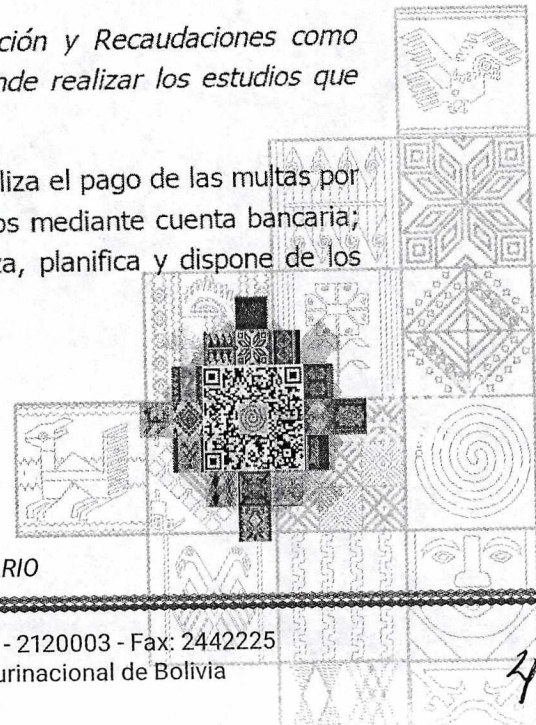 ción y Recaudaciones como
nde realizar los estudios que
liza el pago de las multas por
os mediante cuenta bancaria;
za, planifica y dispone de los
RIO
- 2120003 - Fax: 2442225
urinacional de Bolivia